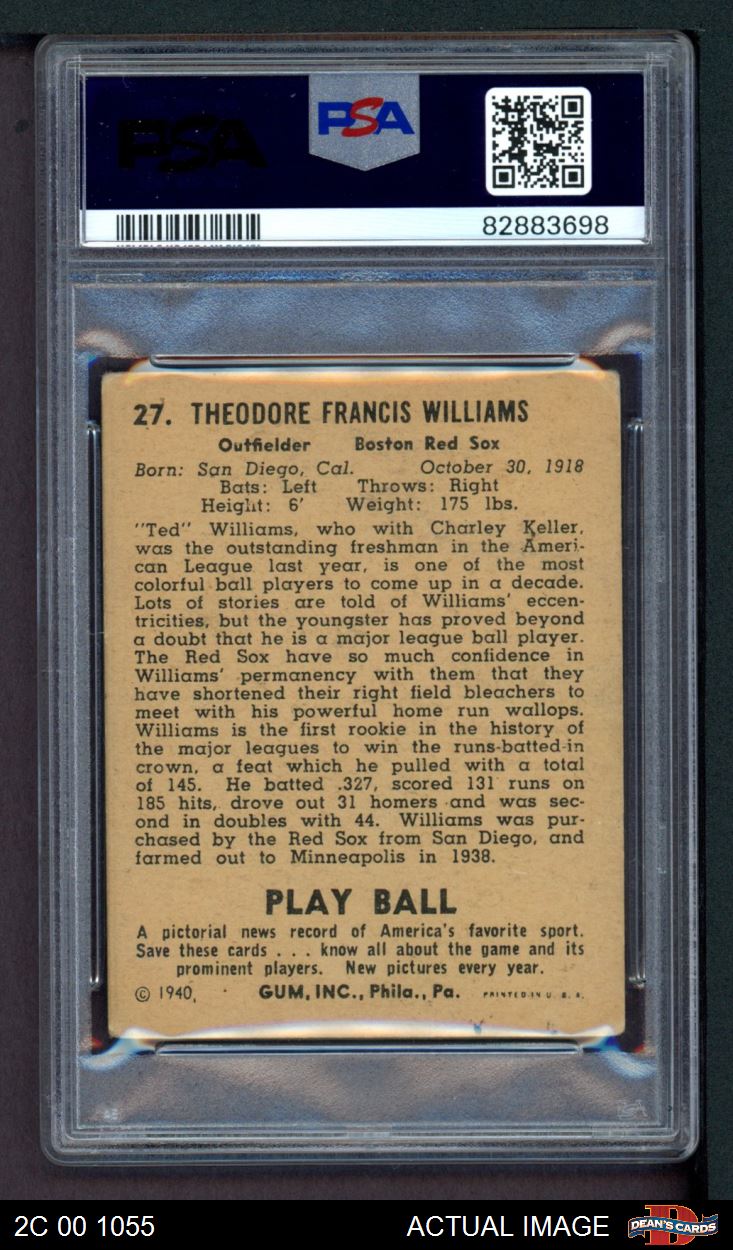 PSA
PSA
82883698
27. THEODORE FRANCIS WILLIAMS
Outfielder Boston Red Sox
Born: San Diego, Cal. October 30, 1918
Bats: Left Throws: Right
Height: 6' Weight: 175 lbs.
"Ted" Williams, who with Charley Keller,
was the outstanding freshman in the Ameri-
can League last year, is one of the most
colorful ball players to come up in a decade.
Lots of stories are told of Williams' eccen-
tricities, but the youngster has proved beyond
a doubt that he is a major league ball player.
The Red Sox have so much confidence in
Williams' permanency with them that they
have shortened their right field bleachers to
meet with his powerful home run wallops.
Williams is the first rookie in the history of
the major leagues to win the runs-batted-in
crown, a feat which he pulled with a total
of 145. He batted .327, scored 131 runs on
185 hits, drove out 31 homers and was sec-
ond in doubles with 44. Williams was pur-
chased by the Red Sox from San Diego, and
farmed out to Minneapolis in 1938.
PLAY BALL
A pictorial news record of America's favorite sport.
Save these cards . . . know all about the game and its
prominent players. New pictures every year.
© 1940, GUM, INC., Phila., Pa. PRINTED IN U. S. A.
2C 00 1055 ACTUAL IMAGE DEAN'S CARDS